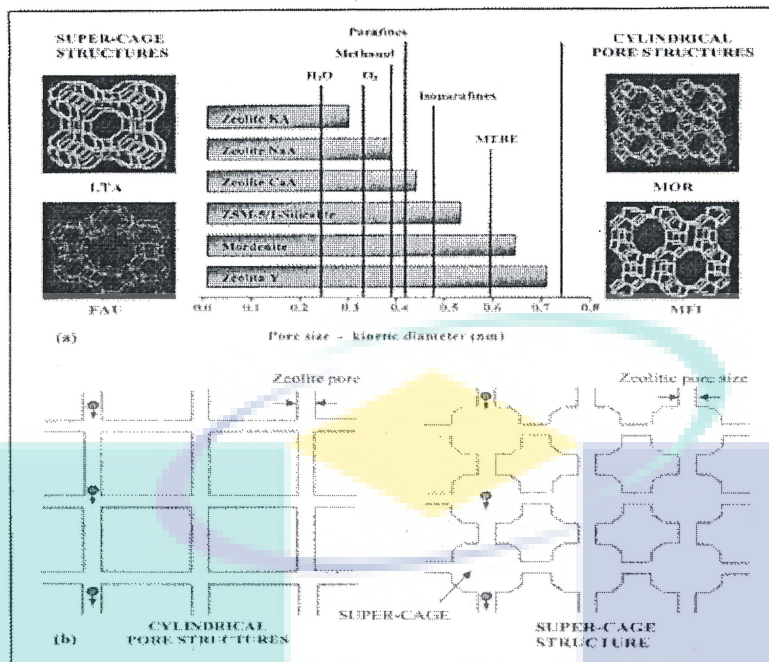 SUPER-CAGE
STRUCTURES
Parafines
Methanol
H₂O
O₂
Isoparafines
MTBE
CYLINDRICAL
PORE STRUCTURES
Zeolite KA
Zeolite NaA
Zeolite CaA
ZSM-5/1-Silicalite
Mordenite
Zeolita Y
LTA
FAU
MOR
MFI
0.0 0.1 0.2 0.3 0.4 0.5 0.6 0.7 0.8
(a)
Pore size - kinetic diameter (nm)
Zeolite pore
Zeolitic pore size
SUPER-CAGE
(b)
CYLINDRICAL
PORE STRUCTURES
SUPER-CAGE
STRUCTURE